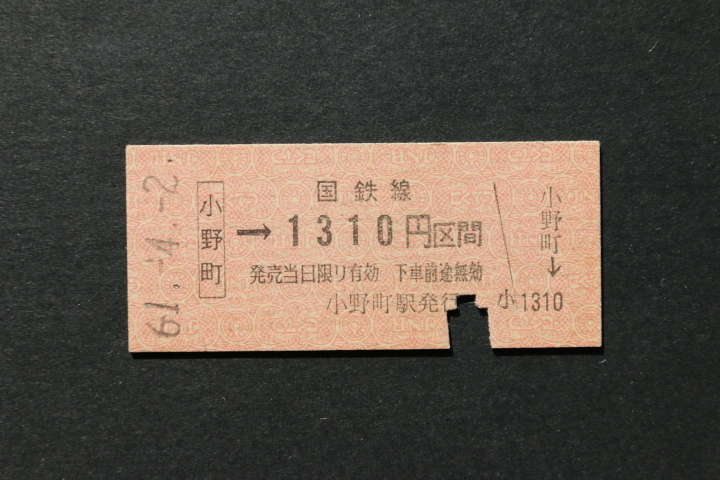 61.-4.-2.
小野町
国鉄線
→1310円区間
発売当日限り有効 下車前途無効
小野町駅発行
小野町→
小1310